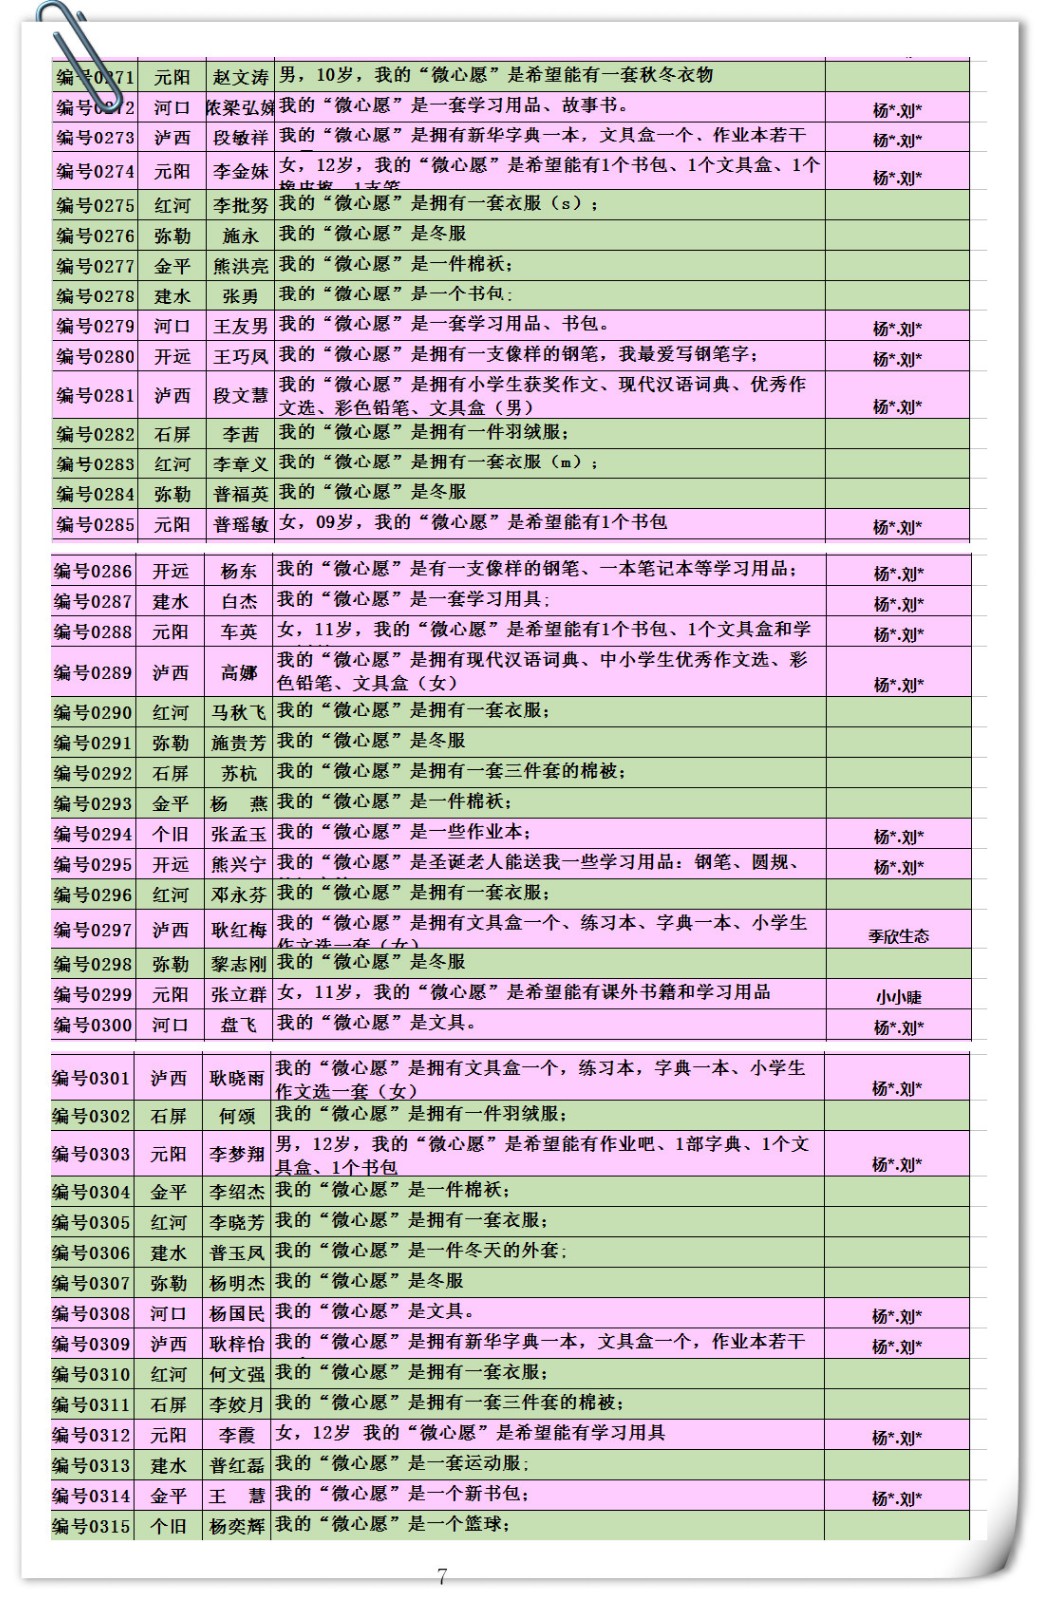 编号0271 元阳 赵文涛 男，10岁，我的“微心愿”是希望能有一套秋冬衣物
编号0272 河口 侬梁弘娣 我的“微心愿”是一套学习用品、故事书。 杨*.刘*
编号0273 泸西 段敏祥 我的“微心愿”是拥有新华字典一本，文具盒一个、作业本若干 杨*.刘*
编号0274 元阳 李金妹 女，12岁，我的“微心愿”是希望能有1个书包、1个文具盒、1个 杨*.刘*
橡皮擦、1支笔
编号0275 红河 李批努 我的“微心愿”是拥有一套衣服（s）；
编号0276 弥勒 施永 我的“微心愿”是冬服
编号0277 金平 熊洪亮 我的“微心愿”是一件棉袄；
编号0278 建水 张勇 我的“微心愿”是一个书包；
编号0279 河口 王友男 我的“微心愿”是一套学习用品、书包。 杨*.刘*
编号0280 开远 王巧凤 我的“微心愿”是拥有一支像样的钢笔，我最爱写钢笔字； 杨*.刘*
编号0281 泸西 段文慧 我的“微心愿”是拥有小学生获奖作文、现代汉语词典、优秀作 杨*.刘*
文选、彩色铅笔、文具盒（男）
编号0282 石屏 李茜 我的“微心愿”是拥有一件羽绒服；
编号0283 红河 李章义 我的“微心愿”是拥有一套衣服（m）；
编号0284 弥勒 普福英 我的“微心愿”是冬服
编号0285 元阳 普瑶敏 女，09岁，我的“微心愿”是希望能有1个书包 杨*.刘*
编号0286 开远 杨东 我的“微心愿”是有一支像样的钢笔、一本笔记本等学习用品； 杨*.刘*
编号0287 建水 白杰 我的“微心愿”是一套学习用具； 杨*.刘*
编号0288 元阳 车英 女，11岁，我的“微心愿”是希望能有1个书包、1个文具盒和学 杨*.刘*
编号0289 泸西 高娜 我的“微心愿”是拥有现代汉语词典、中小学生优秀作文选、彩 杨*.刘*
色铅笔、文具盒（女）
编号0290 红河 马秋飞 我的“微心愿”是拥有一套衣服；
编号0291 弥勒 施贵芳 我的“微心愿”是冬服
编号0292 石屏 苏杭 我的“微心愿”是拥有一套三件套的棉被；
编号0293 金平 杨 燕 我的“微心愿”是一件棉袄；
编号0294 个旧 张孟玉 我的“微心愿”是一些作业本； 杨*.刘*
编号0295 开远 熊兴宁 我的“微心愿”是圣诞老人能送我一些学习用品：钢笔、圆规、 杨*.刘*
编号0296 红河 邓永芬 我的“微心愿”是拥有一套衣服；
编号0297 泸西 耿红梅 我的“微心愿”是拥有文具盒一个、练习本、字典一本、小学生 季欣生态
作文选一套（女）
编号0298 弥勒 黎志刚 我的“微心愿”是冬服
编号0299 元阳 张立群 女，11岁，我的“微心愿”是希望能有课外书籍和学习用品 小小睫
编号0300 河口 盘飞 我的“微心愿”是文具。 杨*.刘*
编号0301 泸西 耿晓雨 我的“微心愿”是拥有文具盒一个，练习本，字典一本、小学生 杨*.刘*
作文选一套（女）
编号0302 石屏 何颂 我的“微心愿”是拥有一件羽绒服；
编号0303 元阳 李梦翔 男，12岁，我的“微心愿”是希望能有作业吧、1部字典、1个文 杨*.刘*
具盒、1个书包
编号0304 金平 李绍杰 我的“微心愿”是一件棉袄；
编号0305 红河 李晓芳 我的“微心愿”是拥有一套衣服；
编号0306 建水 普玉凤 我的“微心愿”是一件冬天的外套；
编号0307 弥勒 杨明杰 我的“微心愿”是冬服
编号0308 河口 杨国民 我的“微心愿”是文具。 杨*.刘*
编号0309 泸西 耿梓怡 我的“微心愿”是拥有新华字典一本，文具盒一个，作业本若干 杨*.刘*
编号0310 红河 何文强 我的“微心愿”是拥有一套衣服；
编号0311 石屏 李姣月 我的“微心愿”是拥有一套三件套的棉被；
编号0312 元阳 李霞 女，12岁 我的“微心愿”是希望能有学习用具 杨*.刘*
编号0313 建水 普红磊 我的“微心愿”是一套运动服；
编号0314 金平 王 慧 我的“微心愿”是一个新书包； 杨*.刘*
编号0315 个旧 杨奕辉 我的“微心愿”是一个篮球；
7